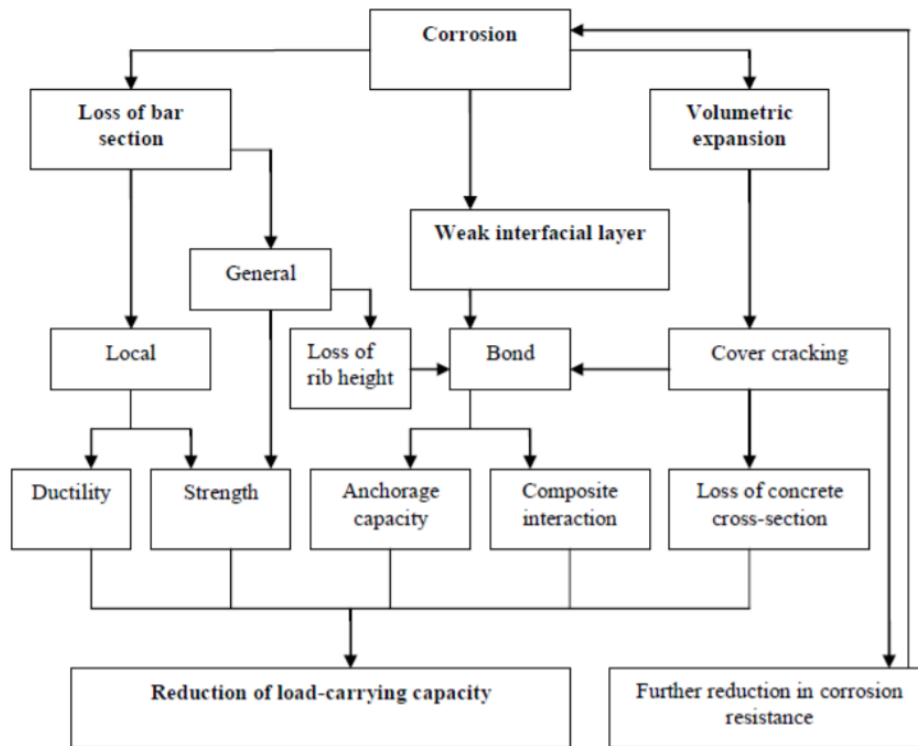 Corrosion
Loss of bar
section
Volumetric
expansion
Weak interfacial layer
General
Local
Loss of
rib height
Bond
Cover cracking
Ductility
Strength
Anchorage
capacity
Composite
interaction
Loss of concrete
cross-section
Reduction of load-carrying capacity
Further reduction in corrosion
resistance